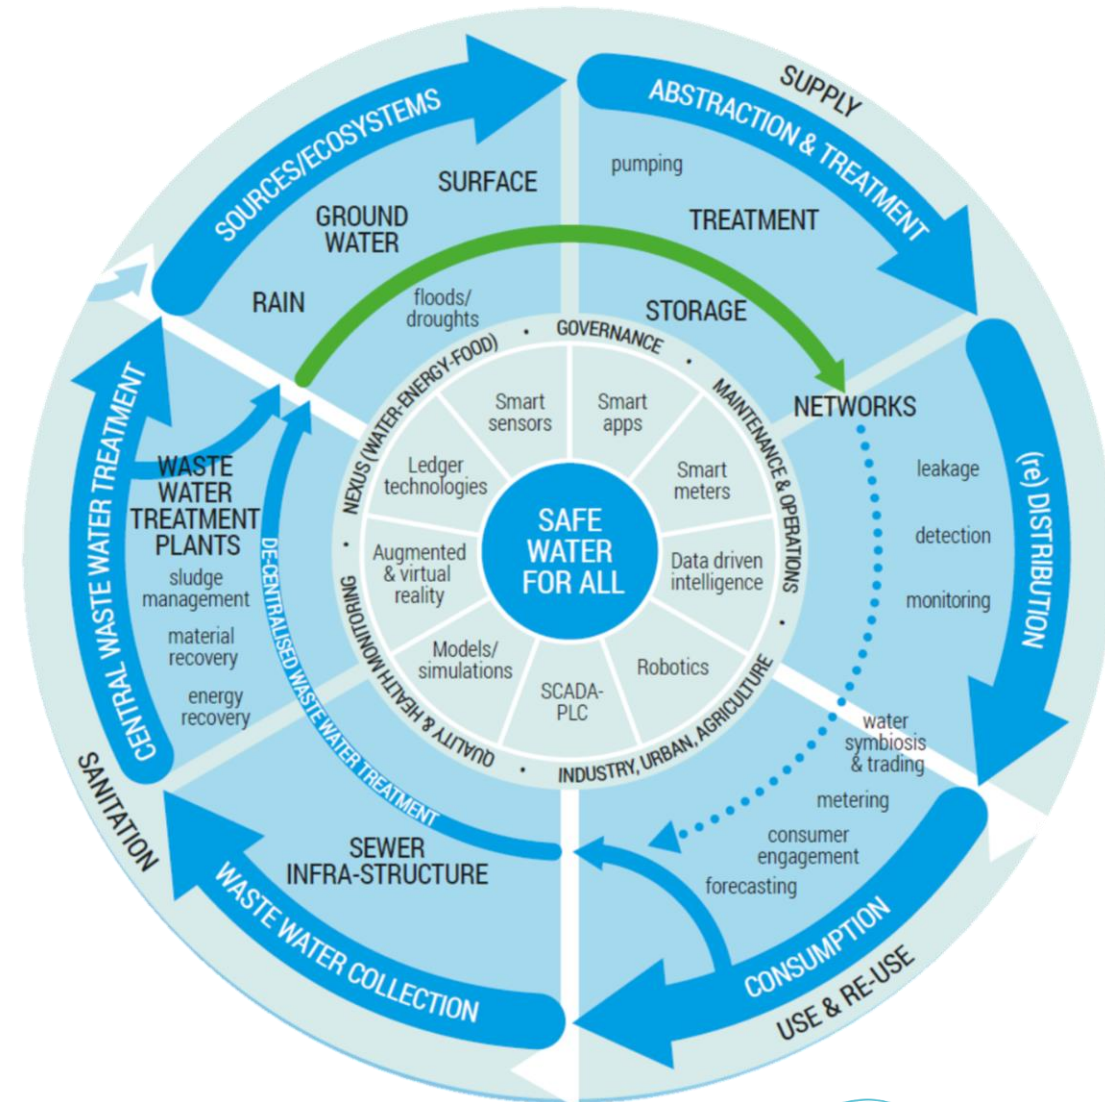 SUPPLY
ABSTRACTION & TREATMENT
pumping
TREATMENT
STORAGE
SOURCES/ECOSYSTEMS
SURFACE
GROUND
WATER
RAIN
floods/
droughts
NETWORKS
(re) DISTRIBUTION
leakage
detection
monitoring
water
symbiosis
& trading
metering
consumer
engagement
forecasting
CONSUMPTION
USE & RE-USE
SEWER
INFRA-STRUCTURE
WASTE WATER COLLECTION
SANITATION
CENTRAL WASTE WATER TREATMENT
WASTE
WATER
TREATMENT
PLANTS
sludge
management
material
recovery
energy
recovery
DE-CENTRALISED WASTE WATER TREATMENT
NEXUS (WATER-ENERGY-FOOD)
• GOVERNANCE
• MAINTENANCE & OPERATIONS
• INDUSTRY, URBAN, AGRICULTURE
• QUALITY & HEALTH MONITORING •
Smart
sensors
Smart
apps
Smart
meters
Data driven
intelligence
Robotics
SCADA-
PLC
Models/
simulations
Augmented
& virtual
reality
Ledger
technologies
SAFE
WATER
FOR ALL